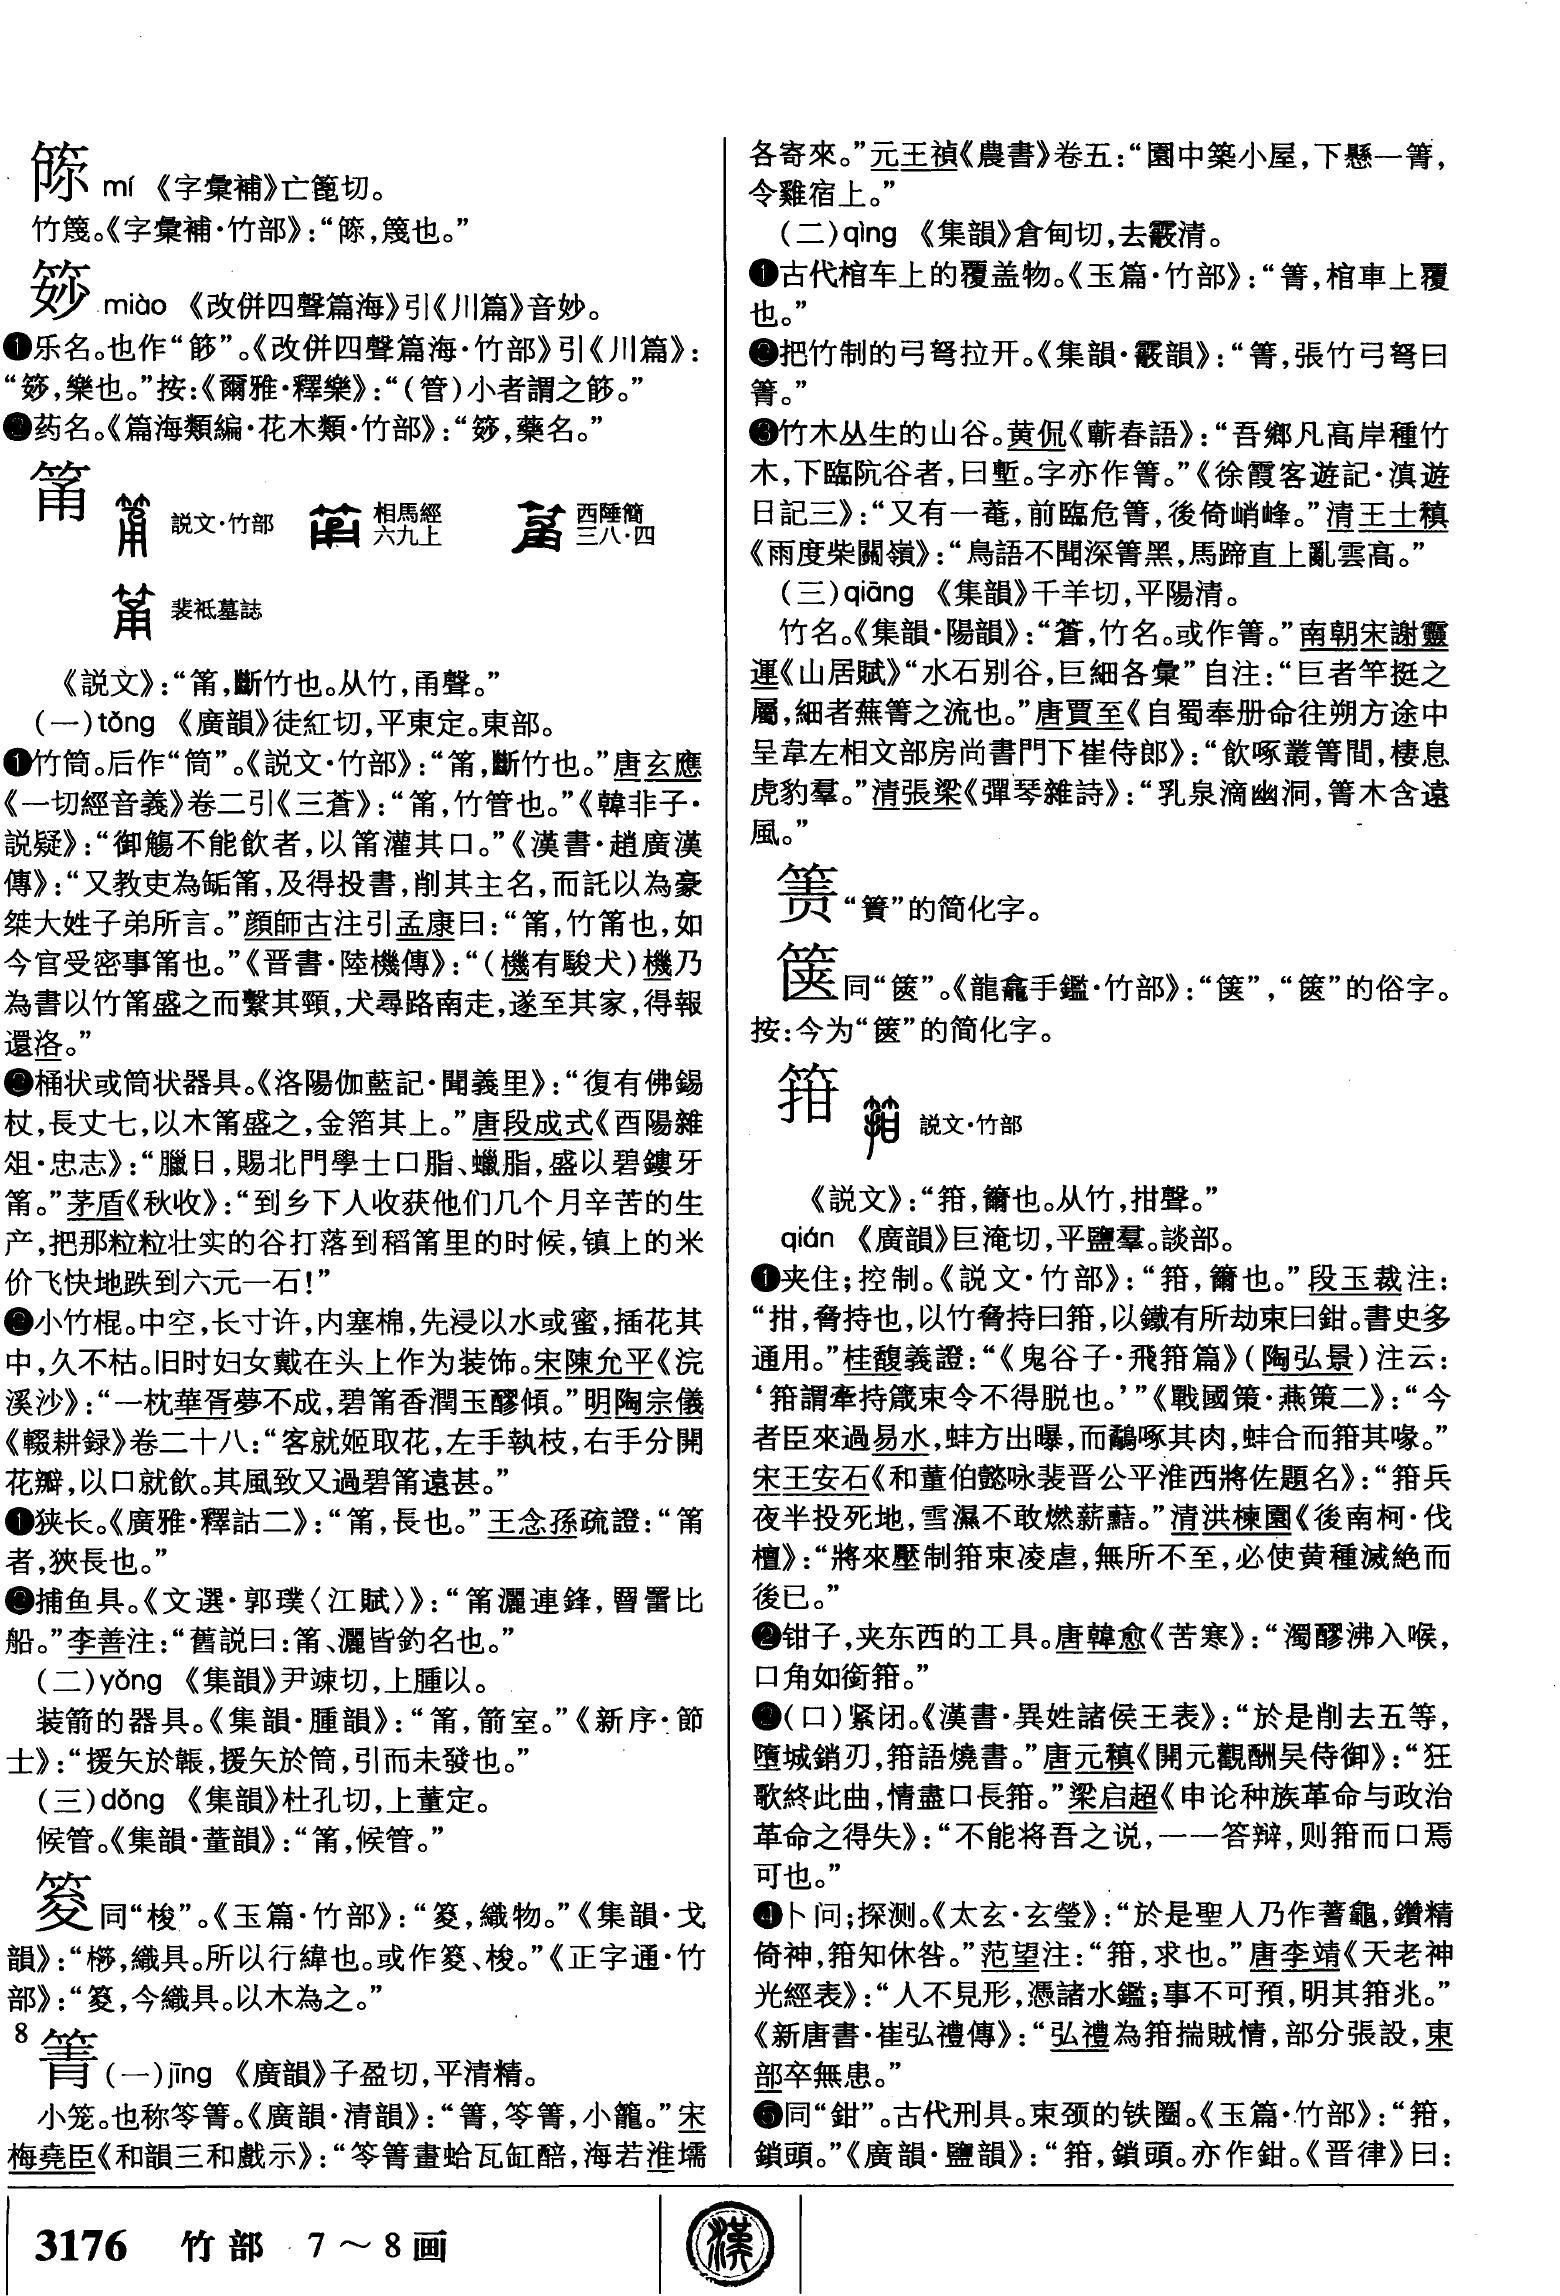 mí 《字彙補》亡篦切。
竹篾。《字彙補·竹部》：“篾也。”
䈃 miào 《改併四聲篇海》引《川篇》音妙。
❶乐名。也作“篎”。《改併四聲篇海·竹部》引《川篇》：
樂也。”按：《爾雅·釋樂》：“（管）小者謂之篎。”
❷药名。《篇海類編·花木類·竹部》：“藥名。”
筩
説文·竹部 相馬經六九上 西陲簡三八·四
裴祇墓誌
《説文》：“筩，斷竹也。从竹，甬聲。”
（一）tǒng 《廣韻》徒紅切，平東定。東部。
❶竹筒。后作“筒”。《説文·竹部》：“筩，斷竹也。”唐玄應
《一切經音義》卷二引《三蒼》：“筩，竹管也。”《韓非子·
説疑》：“御觴不能飲者，以筩灌其口。”《漢書·趙廣漢
傳》：“又教吏為缿筩，及得投書，削其主名，而託以為豪
桀大姓子弟所言。”顔師古注引孟康曰：“筩，竹筩也，如
今官受密事筩也。”《晋書·陸機傳》：“（機有駿犬）機乃
為書以竹筩盛之而繫其頸，犬尋路南走，遂至其家，得報
還洛。”
❷桶状或筒状器具。《洛陽伽藍記·聞義里》：“復有佛錫
杖，長丈七，以木筩盛之，金箔其上。”唐段成式《酉陽雜
俎·忠志》：“臘日，賜北門學士口脂、蠟脂，盛以碧鏤牙
筩。”茅盾《秋收》：“到乡下人收获他们几个月辛苦的生
产，把那粒粒壮实的谷打落到稻筩里的时候，镇上的米
价飞快地跌到六元一石！”
❸小竹棍。中空，长寸许，内塞棉，先浸以水或蜜，插花其
中，久不枯。旧时妇女戴在头上作为装饰。宋陳允平《浣
溪沙》：“一枕華胥夢不成，碧筩香潤玉醪傾。”明陶宗儀
《輟耕録》卷二十八：“客就姬取花，左手執枝，右手分開
花瓣，以口就飲。其風致又過碧筩遠甚。”
狭长。《廣雅·釋詁二》：“筩，長也。”王念孫疏證：“筩
者，狹長也。”
捕鱼具。《文選·郭璞〈江賦〉》：“筩灑連鋒，罾䍡比
船。”李善注：“舊説曰：筩、灑皆釣名也。”
（二）yǒng 《集韻》尹竦切，上腫以。
装箭的器具。《集韻·腫韻》：“筩，箭室。”《新序·節
士》：“援矢於韔，援矢於筒，引而未發也。”
（三）dǒng 《集韻》杜孔切，上董定。
候管。《集韻·董韻》：“筩，候管。”
筊同“梭”。《玉篇·竹部》：“織物。”《集韻·戈
韻》：“織具。所以行緯也。或作䈗、梭。”《正字通·竹
部》：“今織具。以木為之。”
8
箐（一）jīng 《廣韻》子盈切，平清精。
小笼。也称笭箐。《廣韻·清韻》：“箐，笭箐，小籠。”宋
梅堯臣《和韻三和戲示》：“笭箐畫蛤瓦缸醅，海若淮壖
各寄來。”元王禎《農書》卷五：“園中築小屋，下懸一箐，
令雞宿上。”
（二）qìng 《集韻》倉甸切，去霰清。
❶古代棺车上的覆盖物。《玉篇·竹部》：“箐，棺車上覆
也。”
❷把竹制的弓弩拉开。《集韻·霰韻》：“箐，張竹弓弩曰
箐。”
❸竹木丛生的山谷。黄侃《蘄春語》：“吾鄉凡高岸種竹
木，下臨阬谷者，曰塹。字亦作箐。”《徐霞客遊記·滇遊
日記三》：“又有一菴，前臨危箐，後倚峭峰。”清王士稹
《雨度柴關嶺》：“鳥語不聞深箐黑，馬蹄直上亂雲高。”
（三）qiāng 《集韻》千羊切，平陽清。
竹名。《集韻·陽韻》：“䈮，竹名。或作箐。”南朝宋謝靈
運《山居賦》“水石别谷，巨細各彙”自注：“巨者竿挺之
屬，細者蕪箐之流也。”唐賈至《自蜀奉册命往朔方途中
呈韋左相文部房尚書門下崔侍郎》：“飲啄叢箐間，棲息
虎豹羣。”清張梁《彈琴雜詩》：“乳泉滴幽洞，箐木含遠
風。”
箦“簀”的简化字。
箧同“篋”。《龍龕手鑑·竹部》：“箧”，“篋”的俗字。
按：今为“篋”的简化字。
箝
説文·竹部
《説文》：“箝，籋也。从竹，拑聲。”
qián 《廣韻》巨淹切，平鹽羣。談部。
❶夹住；控制。《説文·竹部》：“箝，籋也。”段玉裁注：
“拑，脅持也，以竹脅持曰箝，以鐵有所劫束曰鉗。書史多
通用。”桂馥義證：“《鬼谷子·飛箝篇》（陶弘景）注云：
‘箝謂牽持緘束令不得脱也。’”《戰國策·燕策二》：“今
者臣來過易水，蚌方出曝，而鷸啄其肉，蚌合而箝其喙。”
宋王安石《和董伯懿咏裴晋公平淮西將佐題名》：“箝兵
夜半投死地，雪濕不敢燃薪藁。”清洪楝園《後南柯·伐
檀》：“將來壓制箝束凌虐，無所不至，必使黄種滅絶而
後已。”
❷钳子，夹东西的工具。唐韓愈《苦寒》：“濁醪沸入喉，
口角如銜箝。”
❸（口）紧闭。《漢書·異姓諸侯王表》：“於是削去五等，
墮城銷刃，箝語燒書。”唐元稹《開元觀酬吴侍御》：“狂
歌終此曲，情盡口長箝。”梁启超《申论种族革命与政治
革命之得失》：“不能将吾之说，一一答辩，则箝而口焉
可也。”
❹卜问；探测。《太玄·玄瑩》：“於是聖人乃作蓍龜，鑽精
倚神，箝知休咎。”范望注：“箝，求也。”唐李靖《天老神
光經表》：“人不見形，憑諸水鑑；事不可預，明其箝兆。”
《新唐書·崔弘禮傳》：“弘禮為箝揣賊情，部分張設，東
部卒無患。”
❺同“鉗”。古代刑具。束颈的铁圈。《玉篇·竹部》：“箝，
鎖頭。”《廣韻·鹽韻》：“箝，鎖頭。亦作鉗。《晋律》曰：
3176 竹部 7～8画
漢